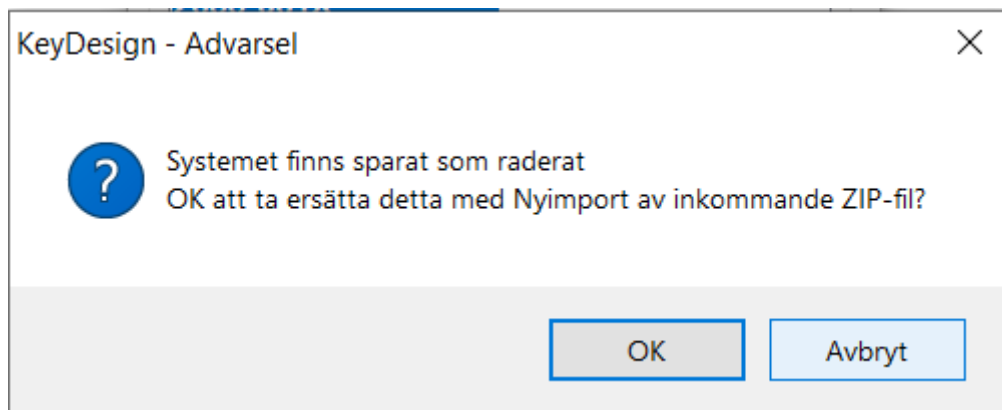 KeyDesign - Advarsel
?
Systemet finns sparat som raderat
OK att ta ersätta detta med Nyimport av inkommande ZIP-fil?
OK
Avbryt